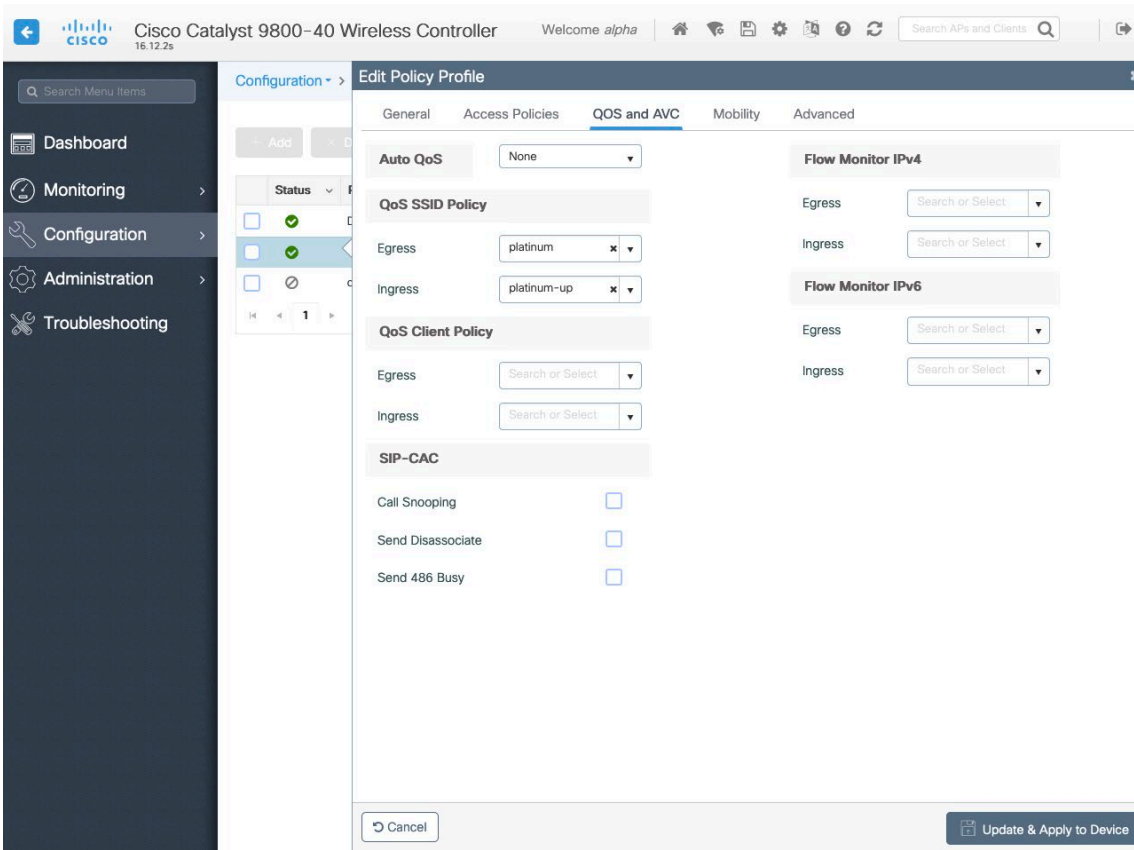 CISCO
Cisco Catalyst 9800-40 Wireless Controller
16.12.2s
Welcome alpha
Search APs and Clients
Search Menu Items
Dashboard
Monitoring
Configuration
Administration
Troubleshooting
Configuration
Add
Status
1
Edit Policy Profile
General Access Policies QOS and AVC Mobility Advanced
Auto QoS None
QoS SSID Policy
Egress platinum
Ingress platinum-up
QoS Client Policy
Egress Search or Select
Ingress Search or Select
SIP-CAC
Call Snooping
Send Disassociate
Send 486 Busy
Flow Monitor IPv4
Egress Search or Select
Ingress Search or Select
Flow Monitor IPv6
Egress Search or Select
Ingress Search or Select
Cancel
Update & Apply to Device